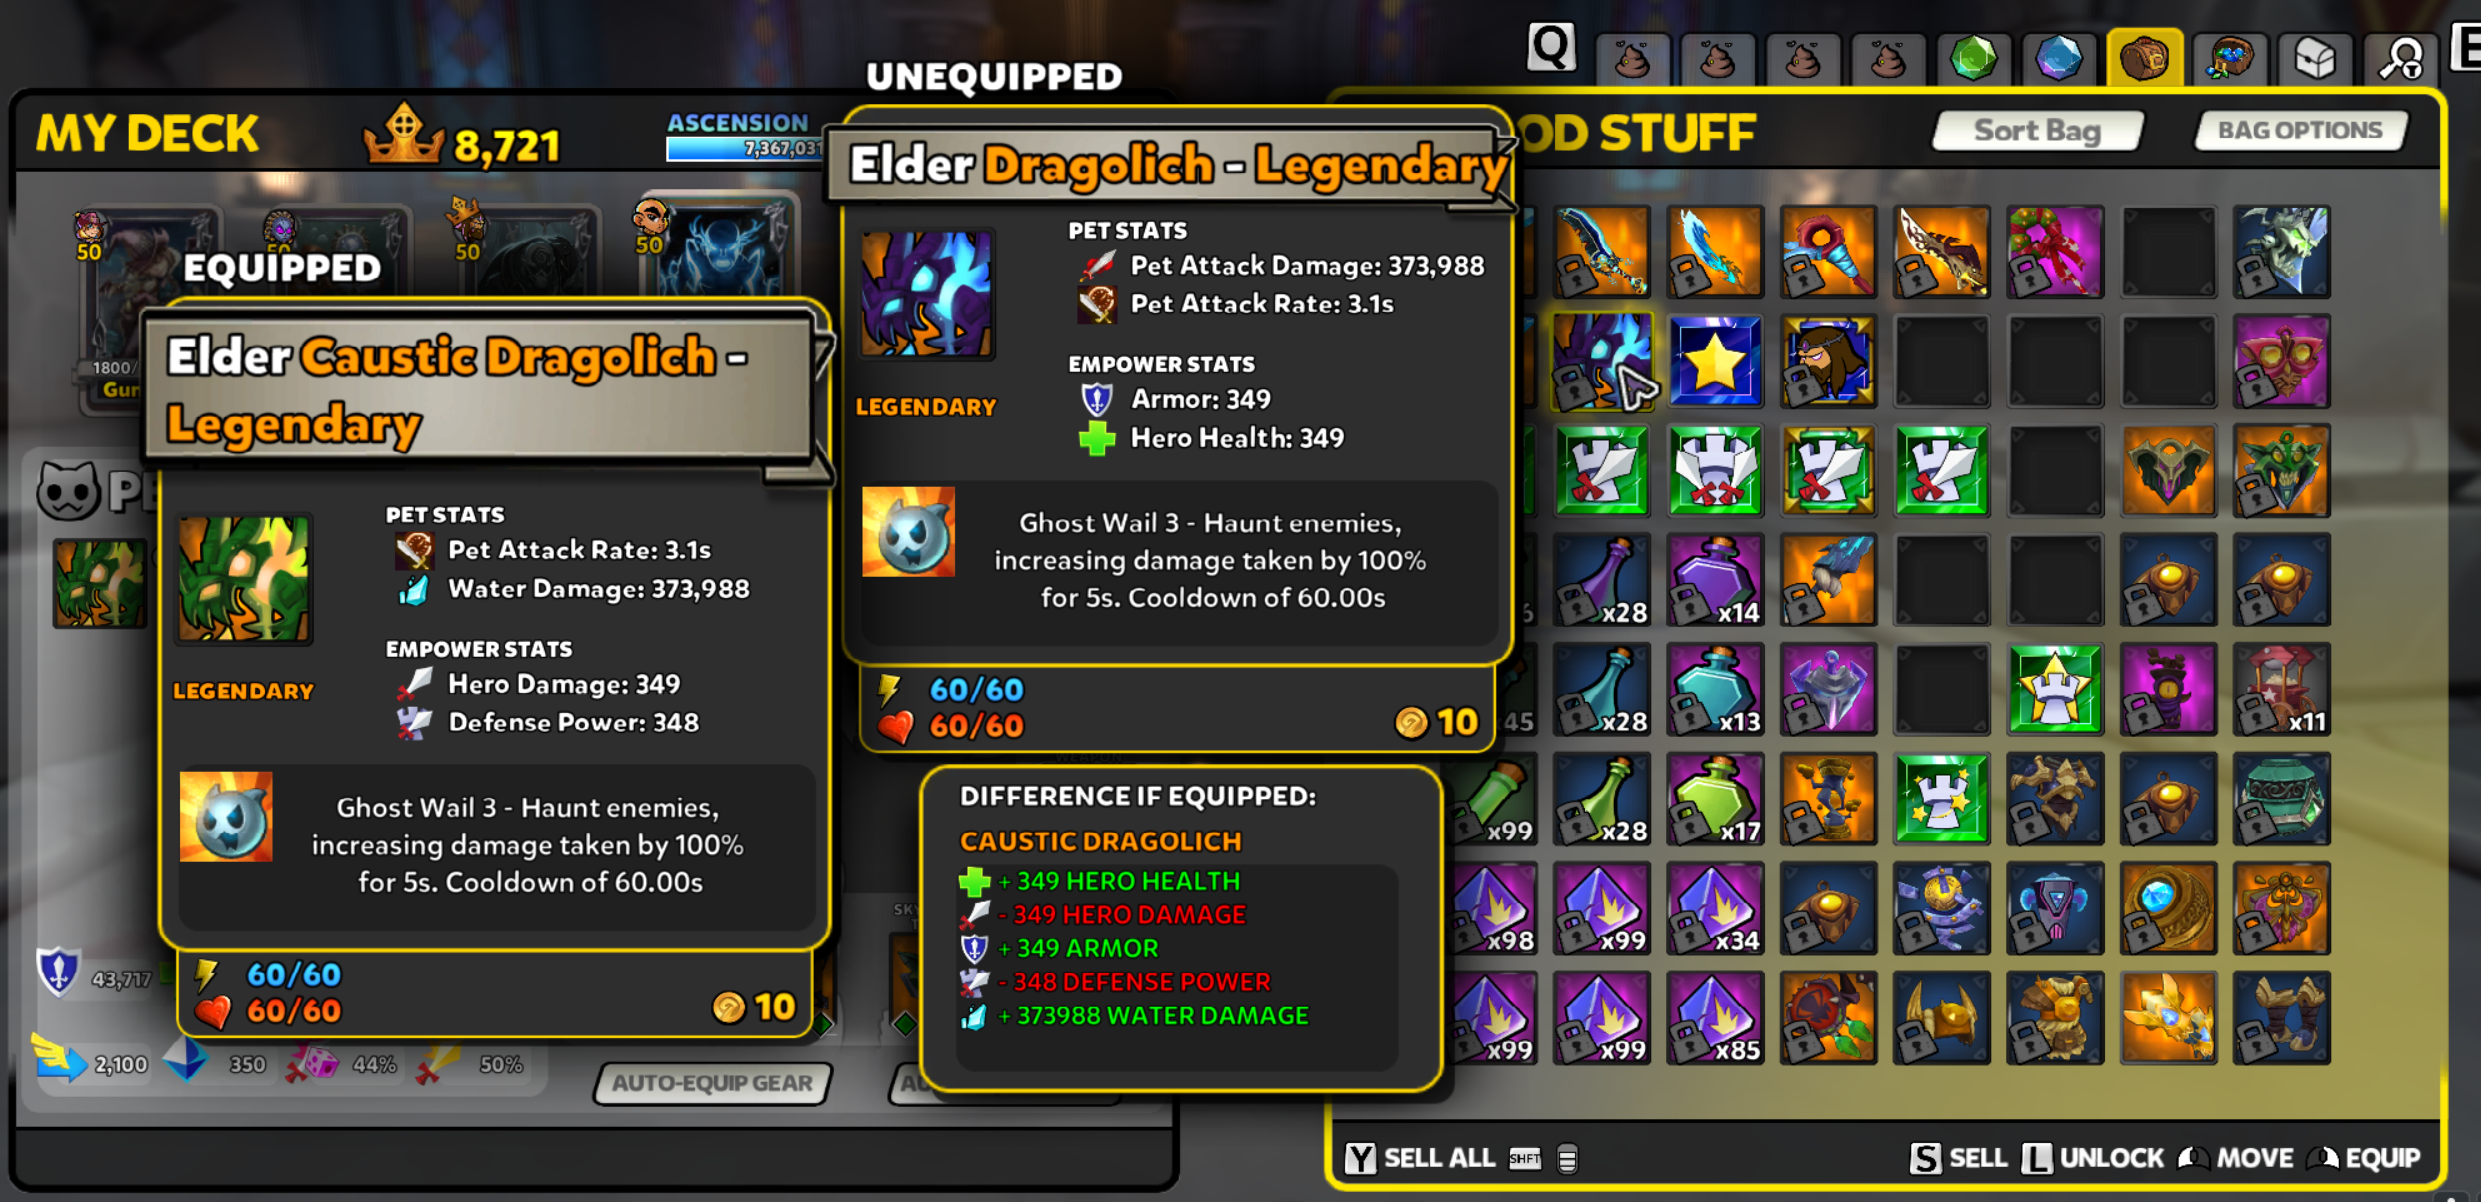 Q
E
MY DECK
8,721
ASCENSION
7,367,031
50
50
50
50
1800/
Gun
EQUIPPED
Elder Caustic Dragolich -
Legendary
LEGENDARY
PET STATS
Pet Attack Rate: 3.1s
Water Damage: 373,988
EMPOWER STATS
Hero Damage: 349
Defense Power: 348
Ghost Wail 3 - Haunt enemies,
increasing damage taken by 100%
for 5s. Cooldown of 60.00s
60/60
60/60
10
43,717
2,100
350
44%
50%
AUTO-EQUIP GEAR
UNEQUIPPED
Elder Dragolich - Legendary
LEGENDARY
PET STATS
Pet Attack Damage: 373,988
Pet Attack Rate: 3.1s
EMPOWER STATS
Armor: 349
Hero Health: 349
Ghost Wail 3 - Haunt enemies,
increasing damage taken by 100%
for 5s. Cooldown of 60.00s
60/60
60/60
10
DIFFERENCE IF EQUIPPED:
CAUSTIC DRAGOLICH
+ 349 HERO HEALTH
- 349 HERO DAMAGE
+ 349 ARMOR
- 348 DEFENSE POWER
+ 373988 WATER DAMAGE
OD STUFF
Sort Bag
BAG OPTIONS
x28
x14
45
x28
x13
x11
x99
x28
x17
x98
x99
x34
x99
x99
x85
Y SELL ALL SHFT
S SELL L UNLOCK MOVE EQUIP